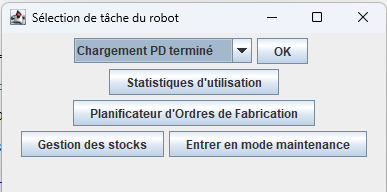 Sélection de tâche du robot
Chargement PD terminé OK
Statistiques d'utilisation
Planificateur d'Ordres de Fabrication
Gestion des stocks Entrer en mode maintenance